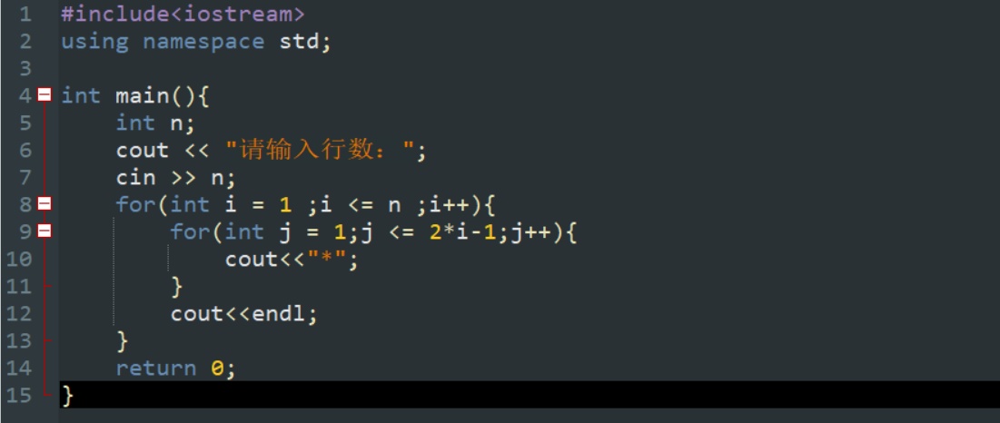 1 #include<iostream>
2 using namespace std;
3
4 int main(){
5 int n;
6 cout << "请输入行数：";
7 cin >> n;
8 for(int i = 1 ;i <= n ;i++){
9 for(int j = 1;j <= 2*i-1;j++){
10 cout<<"*";
11 }
12 cout<<endl;
13 }
14 return 0;
15 }